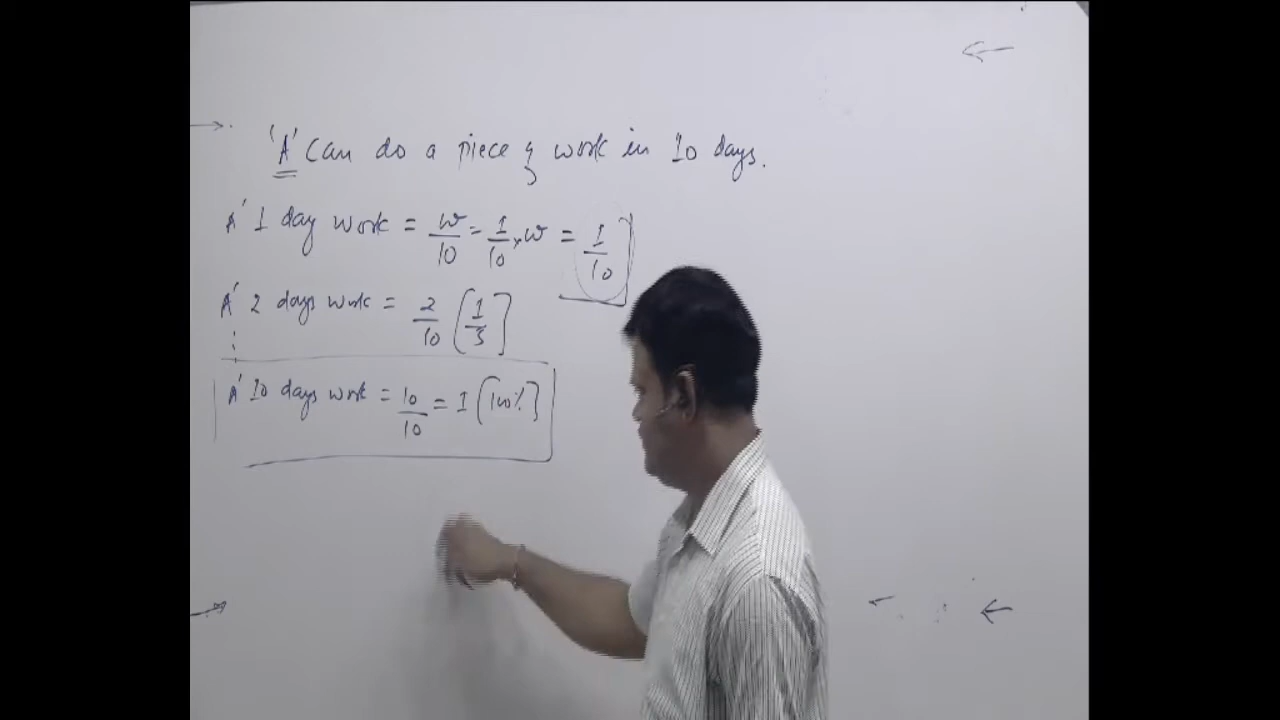 'A' Can do a piece of work in 10 days.
A' 1 day work = w/10 = 1/10 × w = 1/10
A' 2 days work = 2/10 (1/5]
A' 10 days work = 10/10 = 1 (100%]